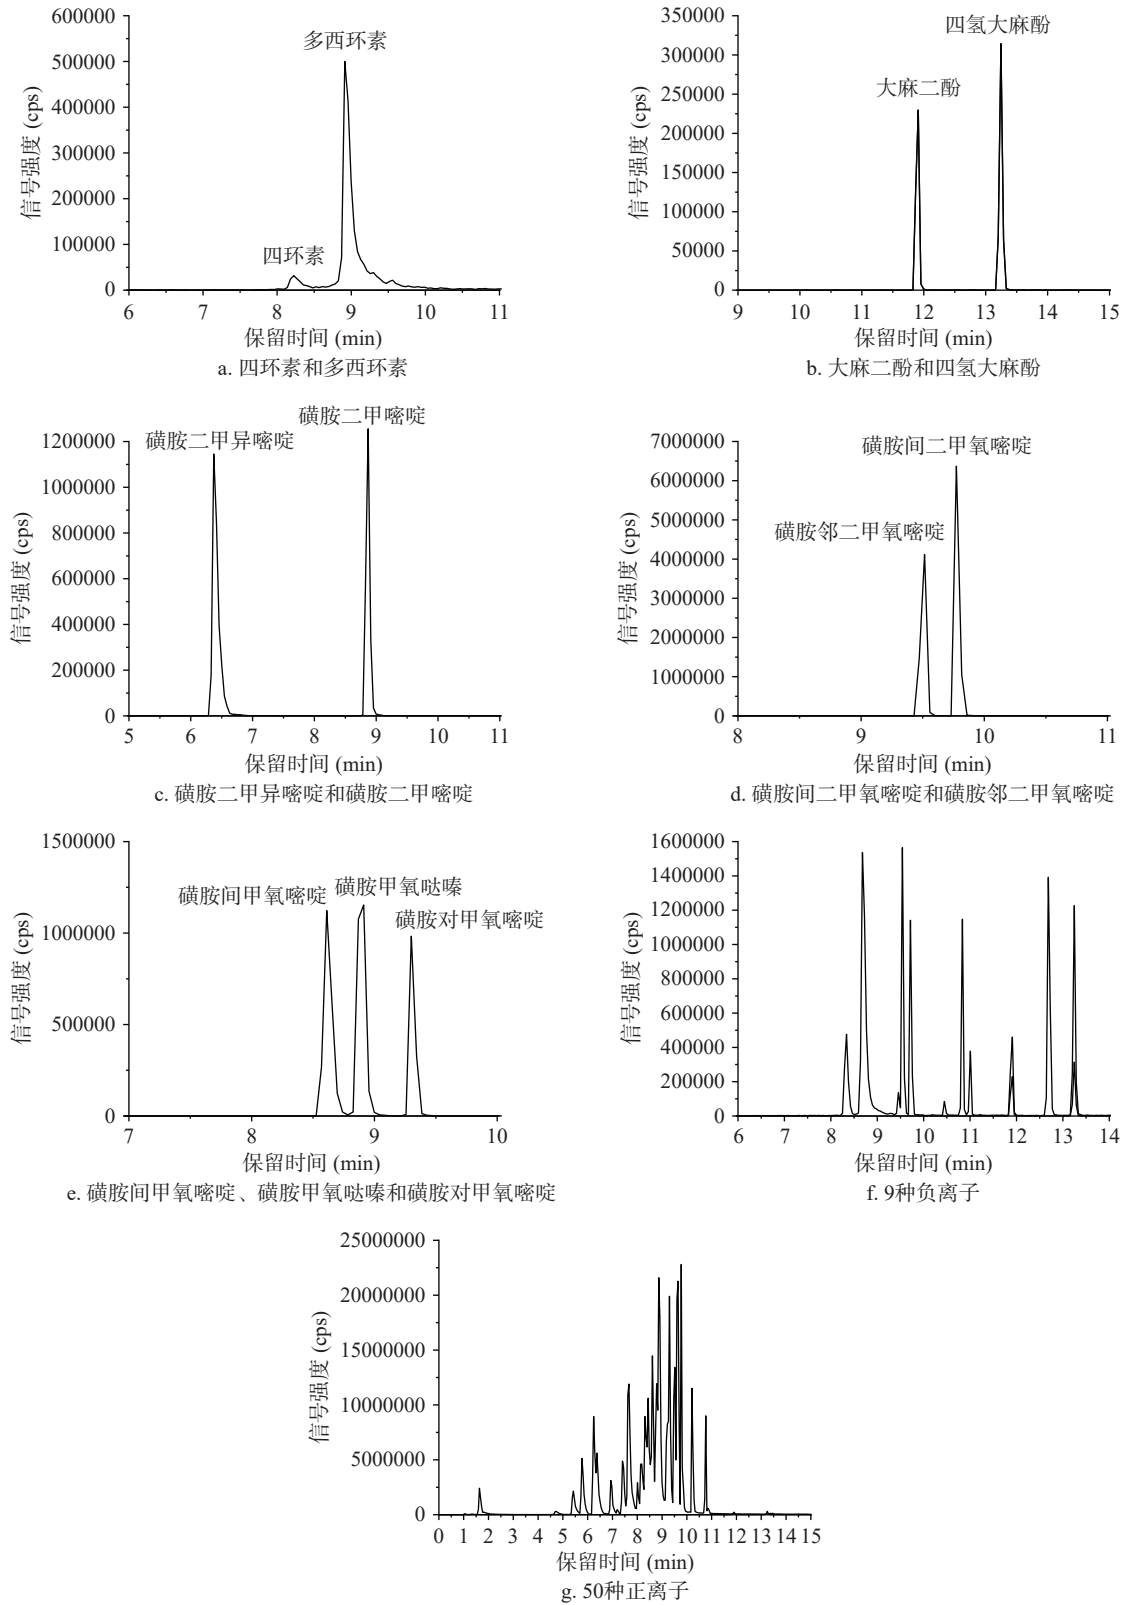 600000
500000
400000
300000
200000
100000
0
信号强度 (cps)
多西环素
四环素
6 7 8 9 10 11
保留时间 (min)
a. 四环素和多西环素
350000
300000
250000
200000
150000
100000
50000
0
信号强度 (cps)
四氢大麻酚
大麻二酚
9 10 11 12 13 14 15
保留时间 (min)
b. 大麻二酚和四氢大麻酚
1200000
1000000
800000
600000
400000
200000
0
信号强度 (cps)
磺胺二甲嘧啶
磺胺二甲异嘧啶
5 6 7 8 9 10 11
保留时间 (min)
c. 磺胺二甲异嘧啶和磺胺二甲嘧啶
7000000
6000000
5000000
4000000
3000000
2000000
1000000
0
信号强度 (cps)
磺胺间二甲氧嘧啶
磺胺邻二甲氧嘧啶
8 9 10 11
保留时间 (min)
d. 磺胺间二甲氧嘧啶和磺胺邻二甲氧嘧啶
1500000
1000000
500000
0
信号强度 (cps)
磺胺间甲氧嘧啶
磺胺甲氧哒嗪
磺胺对甲氧嘧啶
7 8 9 10
保留时间 (min)
e. 磺胺间甲氧嘧啶、磺胺甲氧哒嗪和磺胺对甲氧嘧啶
1600000
1400000
1200000
1000000
800000
600000
400000
200000
0
信号强度 (cps)
6 7 8 9 10 11 12 13 14
保留时间 (min)
f. 9种负离子
25000000
20000000
15000000
10000000
5000000
0
信号强度 (cps)
0 1 2 3 4 5 6 7 8 9 10 11 12 13 14 15
保留时间 (min)
g. 50种正离子